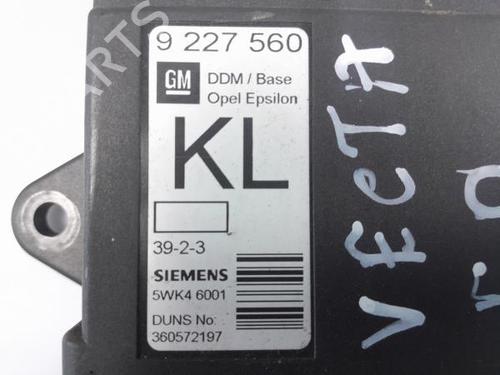 9 227 560
GM
DDM / Base
Opel Epsilon
KL
39-2-3
SIEMENS
5WK4 6001
DUNS No:
360572197
VECTA
PARTS